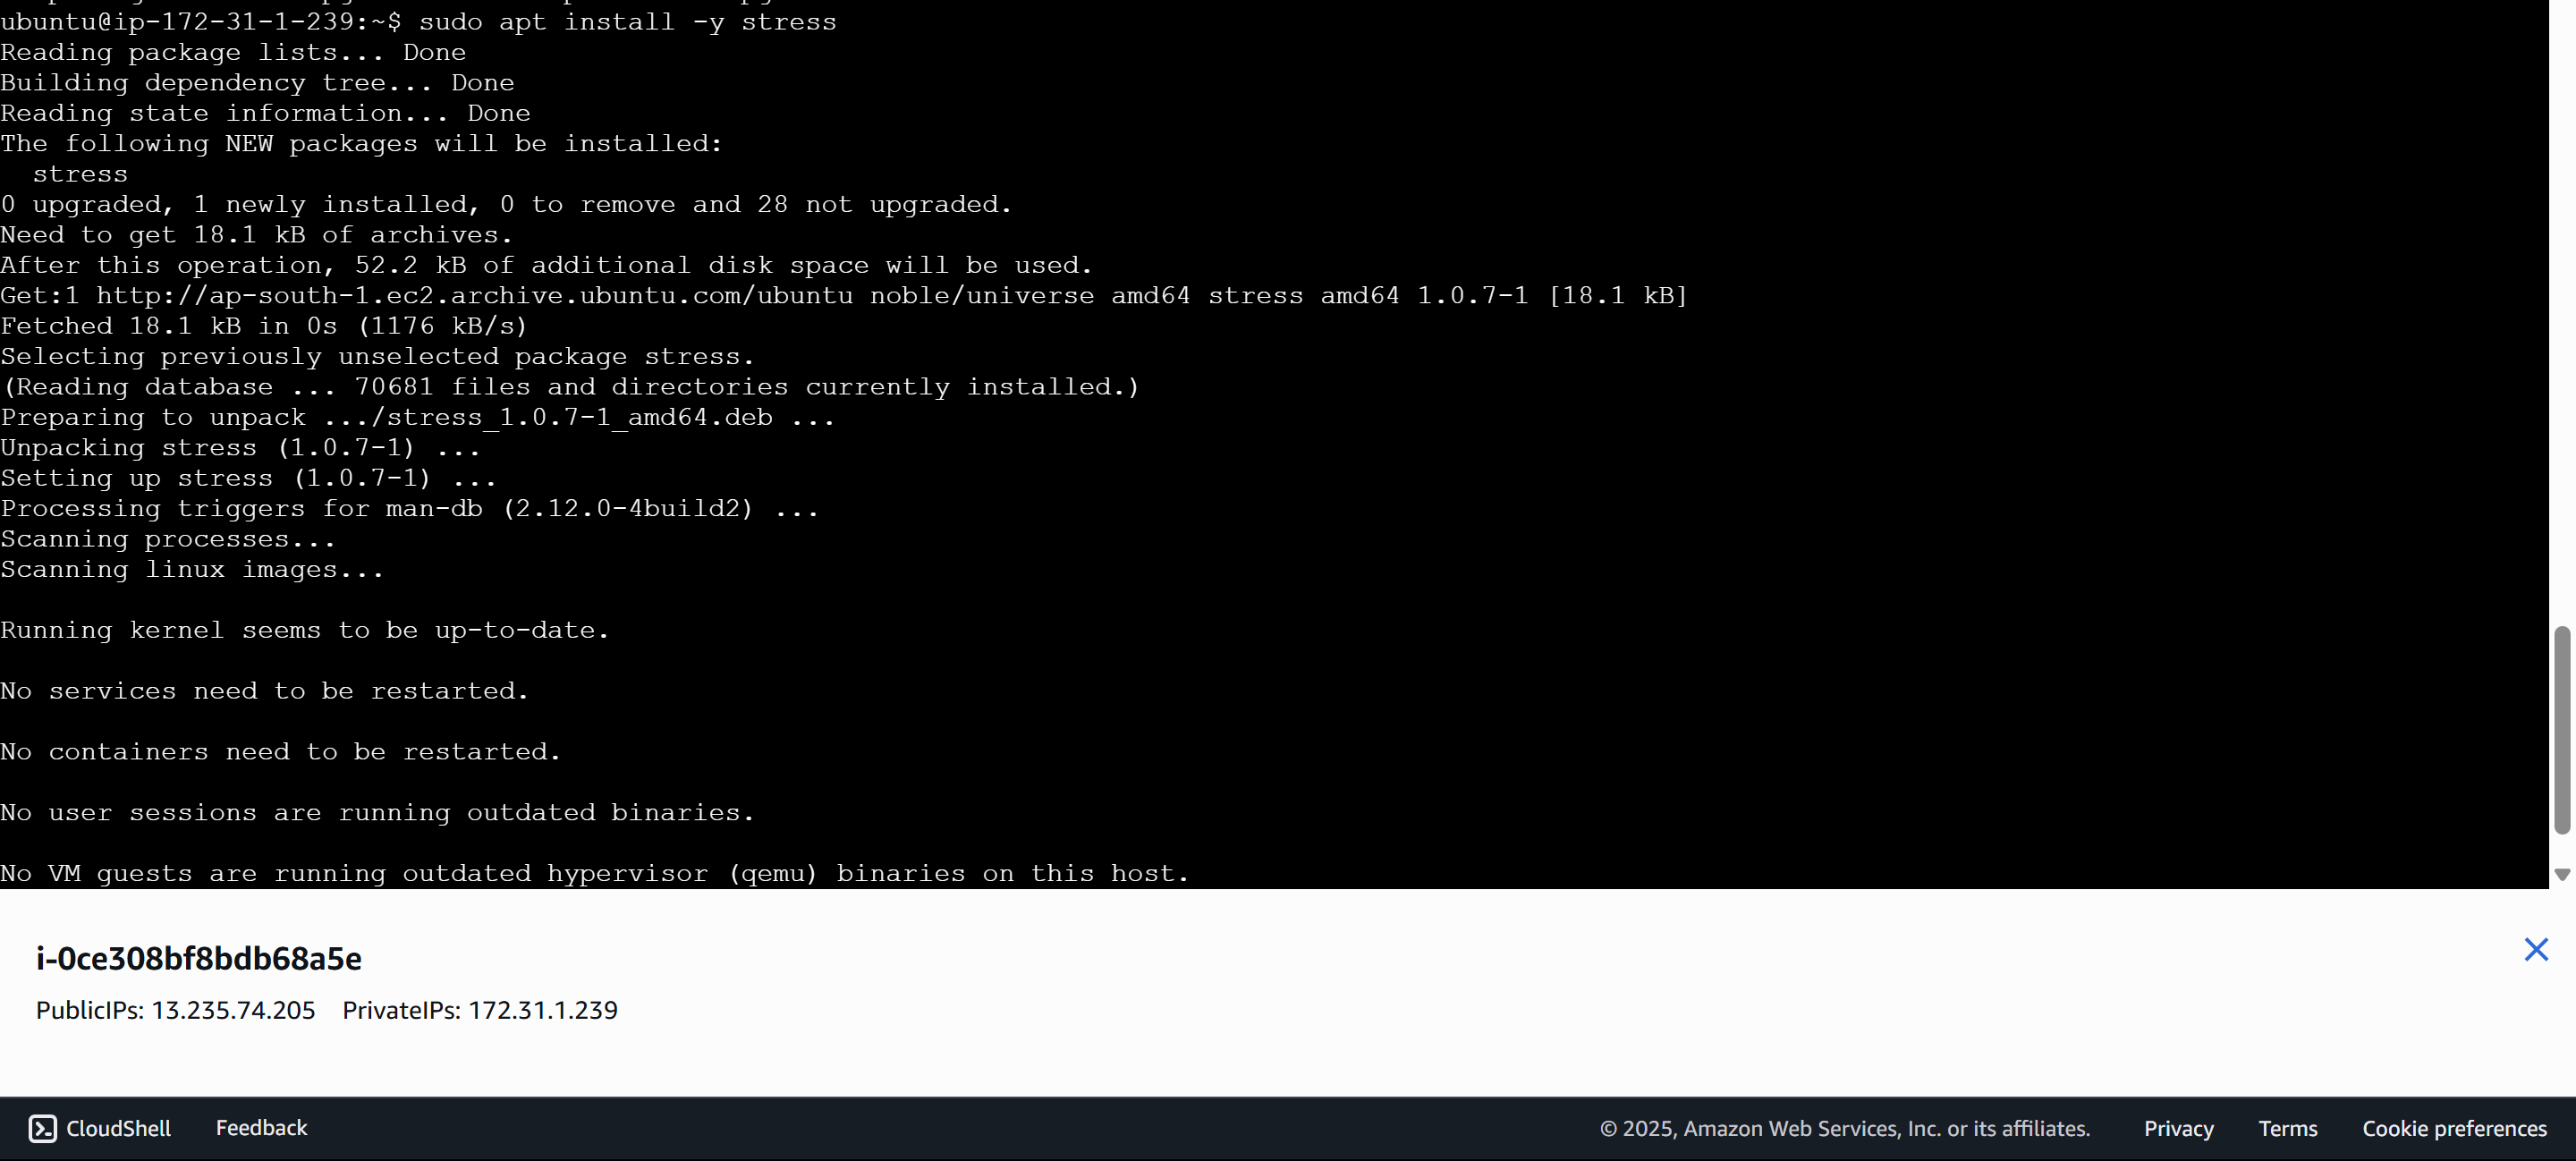 ubuntu@ip-172-31-1-239:~$ sudo apt install -y stress
Reading package lists... Done
Building dependency tree... Done
Reading state information... Done
The following NEW packages will be installed:
  stress
0 upgraded, 1 newly installed, 0 to remove and 28 not upgraded.
Need to get 18.1 kB of archives.
After this operation, 52.2 kB of additional disk space will be used.
Get:1 http://ap-south-1.ec2.archive.ubuntu.com/ubuntu noble/universe amd64 stress amd64 1.0.7-1 [18.1 kB]
Fetched 18.1 kB in 0s (1176 kB/s)
Selecting previously unselected package stress.
(Reading database ... 70681 files and directories currently installed.)
Preparing to unpack .../stress_1.0.7-1_amd64.deb ...
Unpacking stress (1.0.7-1) ...
Setting up stress (1.0.7-1) ...
Processing triggers for man-db (2.12.0-4build2) ...
Scanning processes...
Scanning linux images...
Running kernel seems to be up-to-date.
No services need to be restarted.
No containers need to be restarted.
No user sessions are running outdated binaries.
No VM guests are running outdated hypervisor (qemu) binaries on this host.
i-0ce308bf8bdb68a5e
PublicIPs: 13.235.74.205 PrivateIPs: 172.31.1.239
CloudShell Feedback © 2025, Amazon Web Services, Inc. or its affiliates. Privacy Terms Cookie preferences